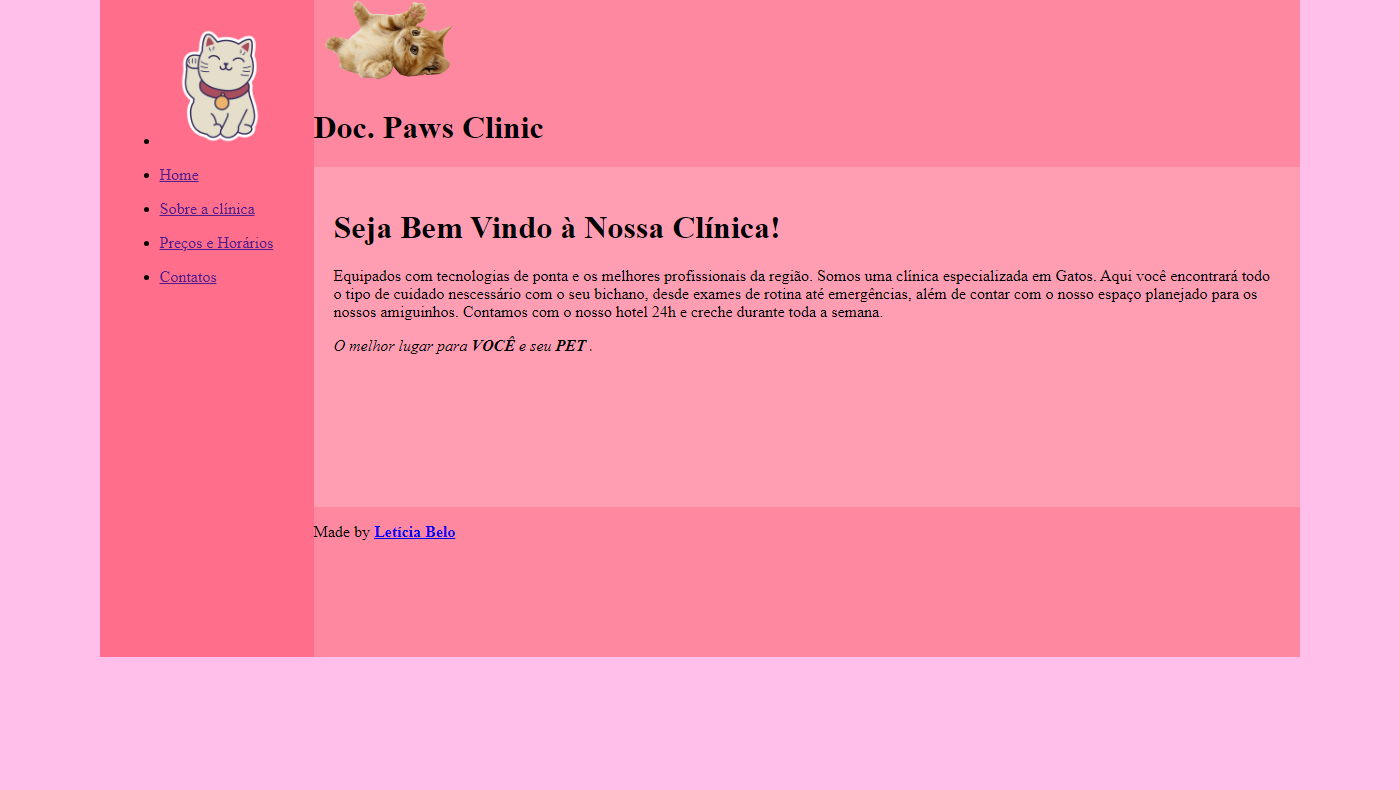 Home
Sobre a clínica
Preços e Horários
Contatos
Doc. Paws Clinic
Seja Bem Vindo à Nossa Clínica!
Equipados com tecnologias de ponta e os melhores profissionais da região. Somos uma clínica especializada em Gatos. Aqui você encontrará todo
o tipo de cuidado nescessário com o seu bichano, desde exames de rotina até emergências, além de contar com o nosso espaço planejado para os
nossos amiguinhos. Contamos com o nosso hotel 24h e creche durante toda a semana.
O melhor lugar para VOCÊ e seu PET .
Made by Letícia Belo